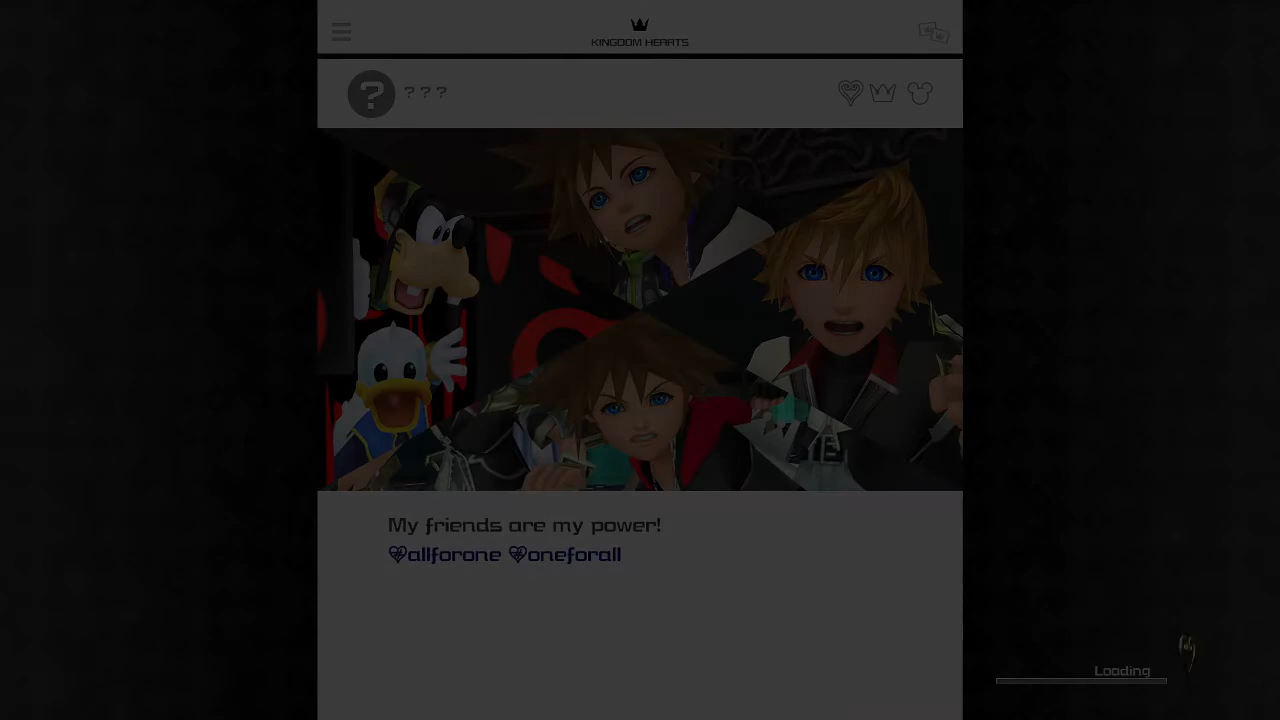 KINGDOM HEARTS
?
? ? ?
My friends are my power!
allforone oneforall
Loading